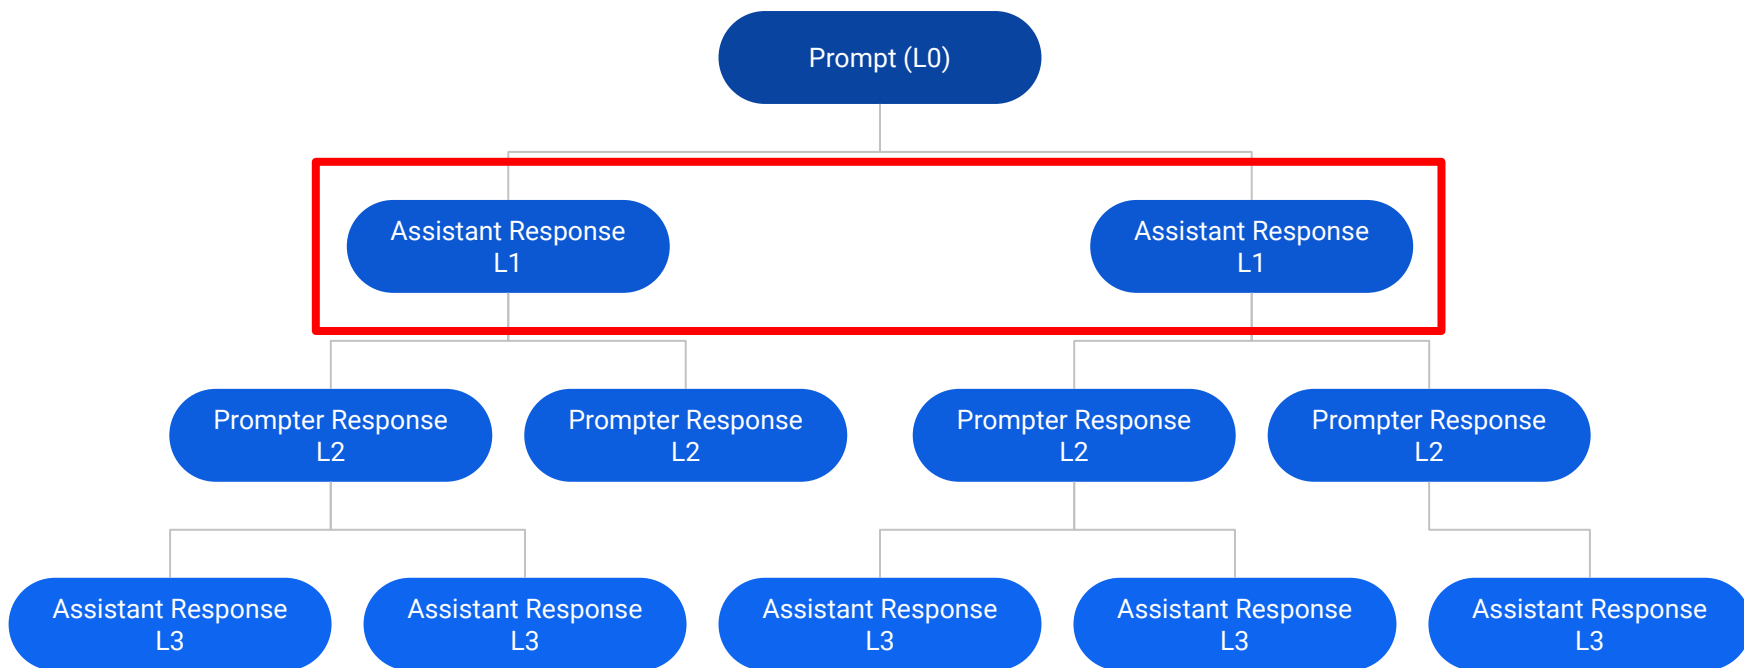 Prompt (L0)
Assistant Response
L1
Assistant Response
L1
Prompter Response
L2
Prompter Response
L2
Prompter Response
L2
Prompter Response
L2
Assistant Response
L3
Assistant Response
L3
Assistant Response
L3
Assistant Response
L3
Assistant Response
L3